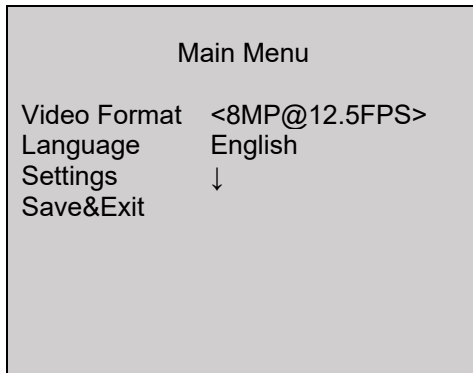 Main Menu
Video Format <8MP@12.5FPS>
Language English
Settings ↓
Save&Exit